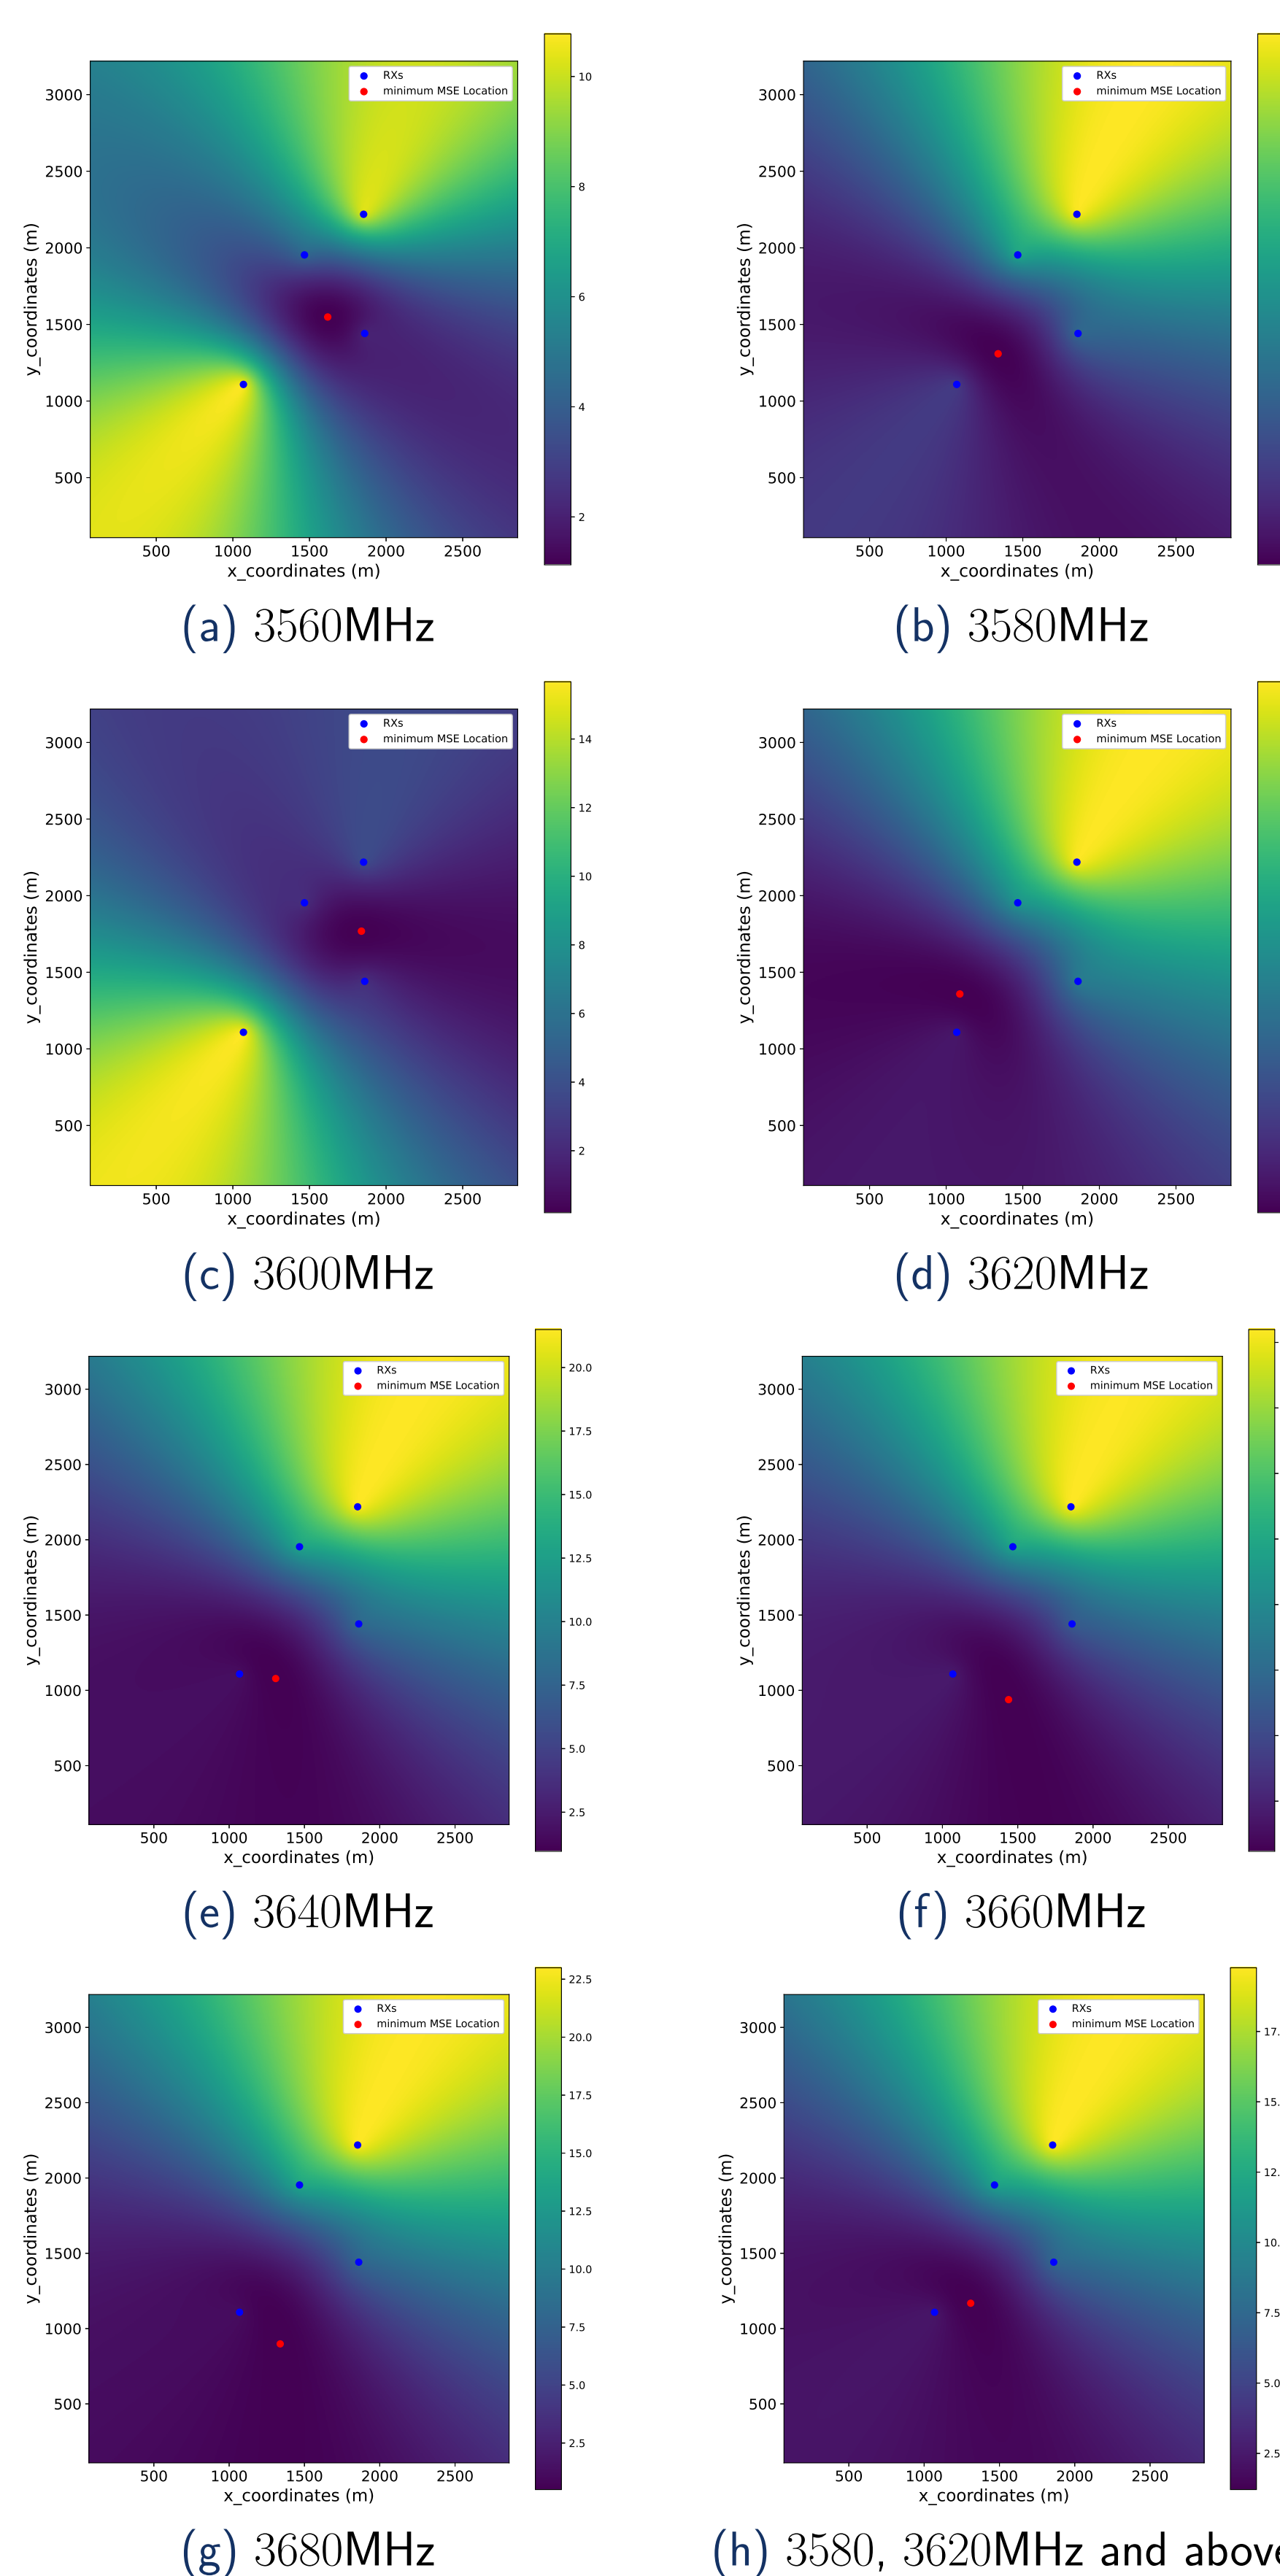 RXs
minimum MSE Location
3000
2500
2000
1500
1000
500
y_coordinates (m)
500 1000 1500 2000 2500
x_coordinates (m)
10
8
6
4
2
(a) 3560MHz
RXs
minimum MSE Location
3000
2500
2000
1500
1000
500
y_coordinates (m)
500 1000 1500 2000 2500
x_coordinates (m)
(b) 3580MHz
RXs
minimum MSE Location
3000
2500
2000
1500
1000
500
y_coordinates (m)
500 1000 1500 2000 2500
x_coordinates (m)
14
12
10
8
6
4
2
(c) 3600MHz
RXs
minimum MSE Location
3000
2500
2000
1500
1000
500
y_coordinates (m)
500 1000 1500 2000 2500
x_coordinates (m)
(d) 3620MHz
RXs
minimum MSE Location
3000
2500
2000
1500
1000
500
y_coordinates (m)
500 1000 1500 2000 2500
x_coordinates (m)
20.0
17.5
15.0
12.5
10.0
7.5
5.0
2.5
(e) 3640MHz
RXs
minimum MSE Location
3000
2500
2000
1500
1000
500
y_coordinates (m)
500 1000 1500 2000 2500
x_coordinates (m)
(f) 3660MHz
RXs
minimum MSE Location
3000
2500
2000
1500
1000
500
y_coordinates (m)
500 1000 1500 2000 2500
x_coordinates (m)
22.5
20.0
17.5
15.0
12.5
10.0
7.5
5.0
2.5
(g) 3680MHz
RXs
minimum MSE Location
3000
2500
2000
1500
1000
500
y_coordinates (m)
500 1000 1500 2000 2500
x_coordinates (m)
17.
15.
12.
10.
7.5
5.0
2.5
(h) 3580, 3620MHz and above